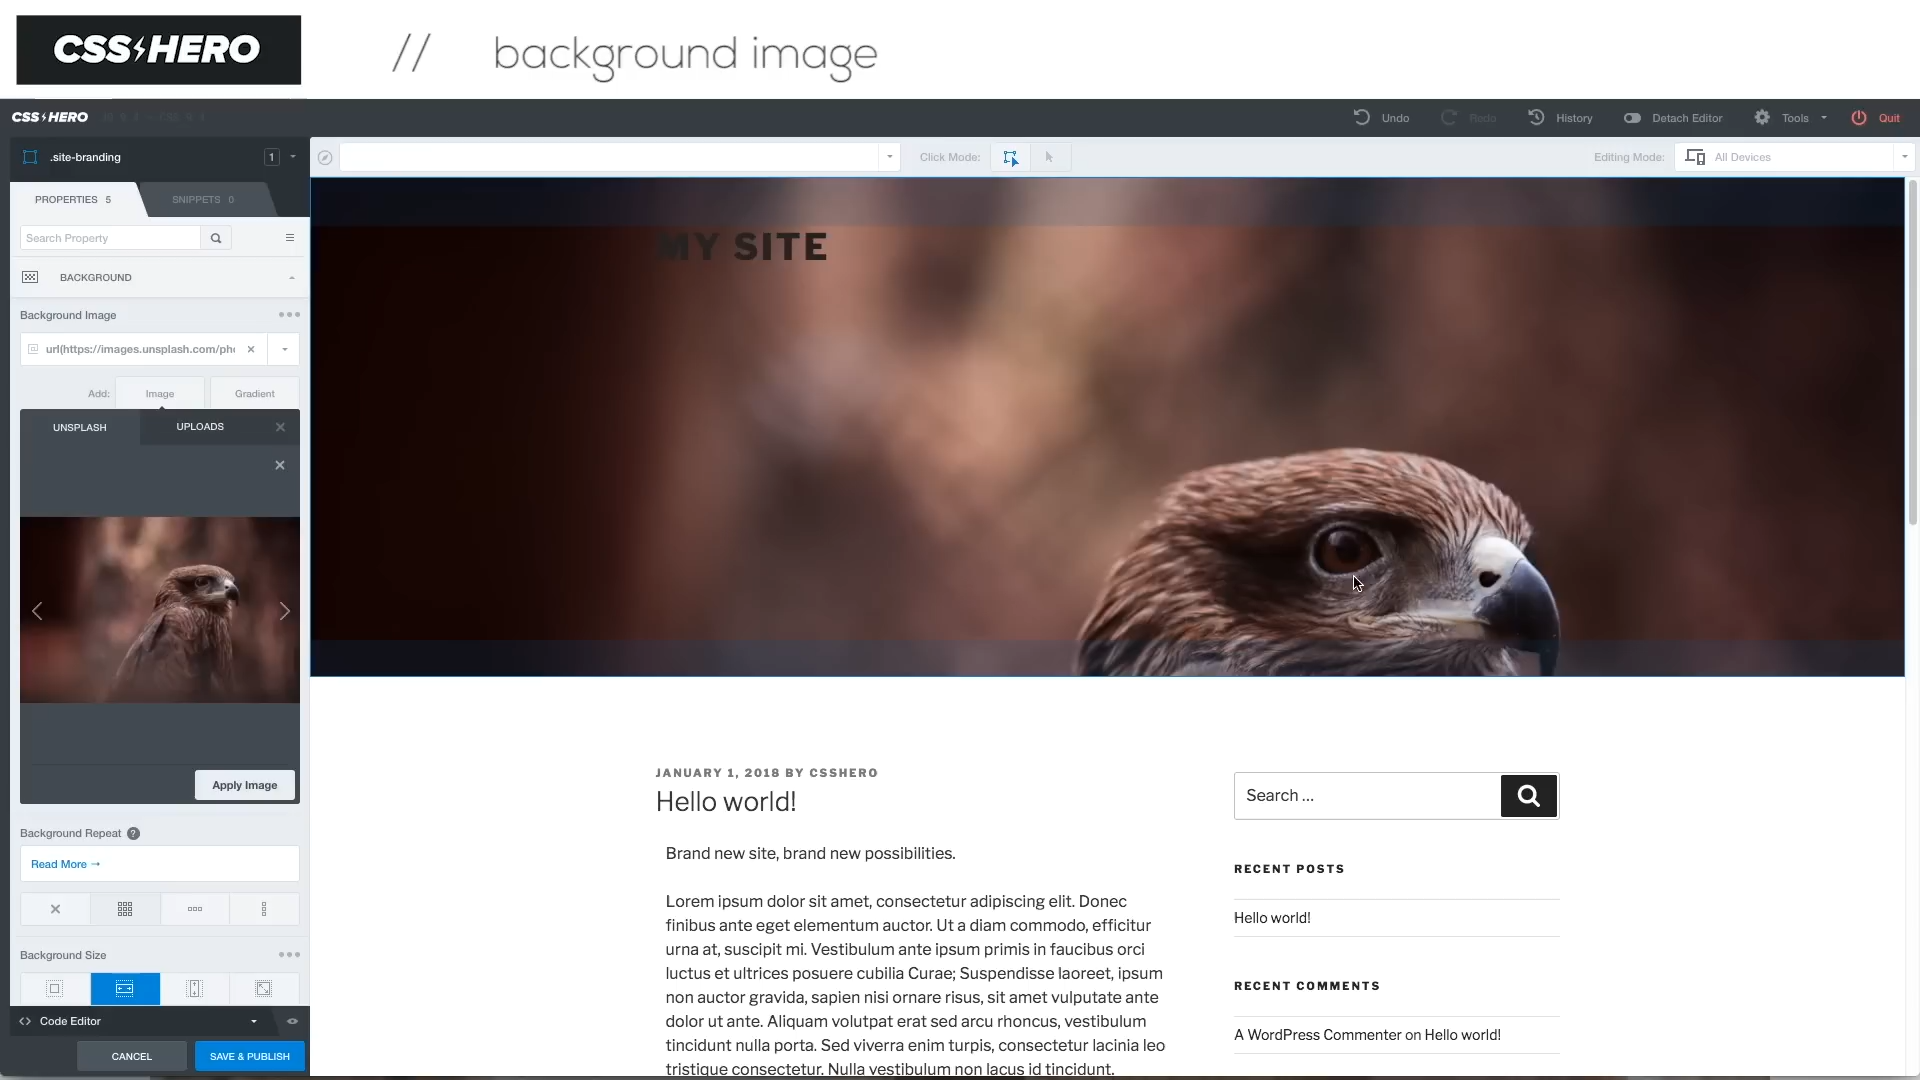 CSS HERO // background image
CSS HERO
Undo
Redo
History
Detach Editor
Tools
Quit
.site-branding
1
Click Mode:
Editing Mode:
All Devices
PROPERTIES 5
SNIPPETS 0
Search Property
BACKGROUND
Background Image
url(https://images.unsplash.com/pho
Add:
Image
Gradient
UNSPLASH
UPLOADS
Apply Image
Background Repeat ?
Read More →
Background Size
Code Editor
CANCEL
SAVE & PUBLISH
MY SITE
JANUARY 1, 2018 BY CSSHERO
Hello world!
Brand new site, brand new possibilities.
Lorem ipsum dolor sit amet, consectetur adipiscing elit. Donec
finibus ante eget elementum auctor. Ut a diam commodo, efficitur
urna at, suscipit mi. Vestibulum ante ipsum primis in faucibus orci
luctus et ultrices posuere cubilia Curae; Suspendisse laoreet, ipsum
non auctor gravida, sapien nisi ornare risus, sit amet vulputate ante
dolor ut ante. Aliquam volutpat erat sed arcu rhoncus, vestibulum
tincidunt nulla porta. Sed viverra enim turpis, consectetur lacinia leo
tristique consectetur. Nulla vestibulum non lacus id tincidunt.
Search …
RECENT POSTS
Hello world!
RECENT COMMENTS
A WordPress Commenter on Hello world!